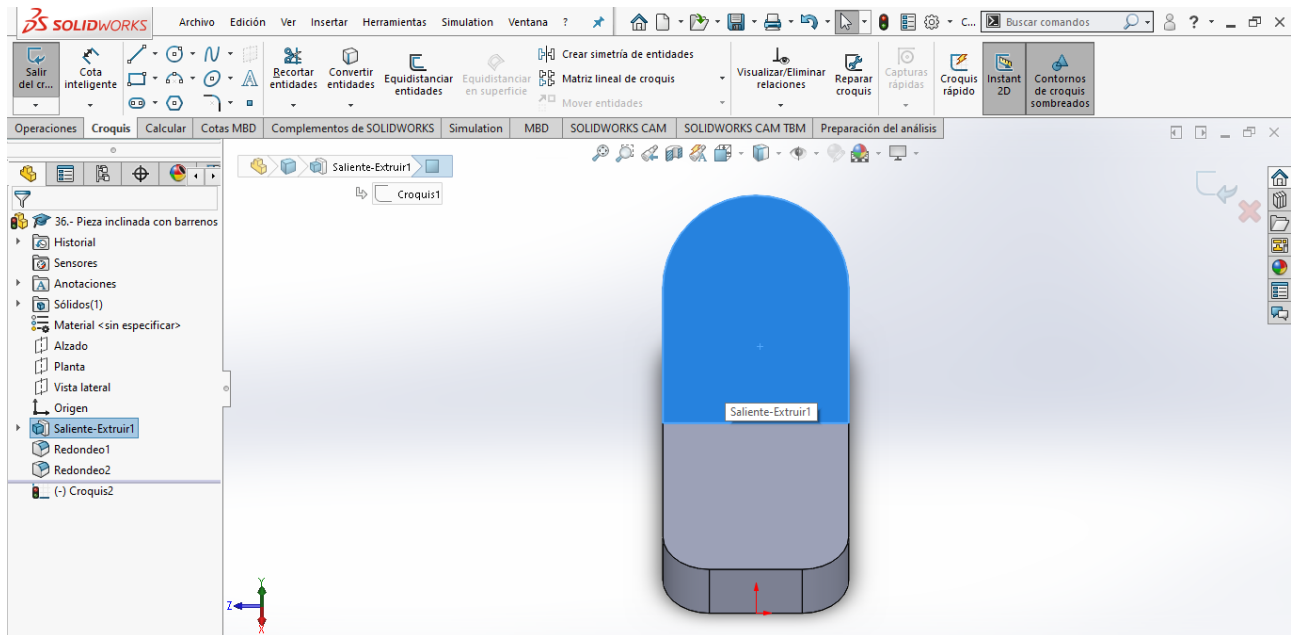 SOLIDWORKS Archivo Edición Ver Insertar Herramientas Simulation Ventana ? C... Buscar comandos ?
Salir del cr...
Cota inteligente
Recortar entidades
Convertir entidades
Equidistanciar entidades
Equidistanciar en superficie
Crear simetría de entidades
Matriz lineal de croquis
Mover entidades
Visualizar/Eliminar relaciones
Reparar croquis
Capturas rápidas
Croquis rápido
Instant 2D
Contornos de croquis sombreados
Operaciones Croquis Calcular Cotas MBD Complementos de SOLIDWORKS Simulation MBD SOLIDWORKS CAM SOLIDWORKS CAM TBM Preparación del análisis
Saliente-Extruir1
Croquis1
36.- Pieza inclinada con barrenos
Historial
Sensores
Anotaciones
Sólidos(1)
Material <sin especificar>
Alzado
Planta
Vista lateral
Origen
Saliente-Extruir1
Redondeo1
Redondeo2
(-) Croquis2
Saliente-Extruir1
Y
Z
X